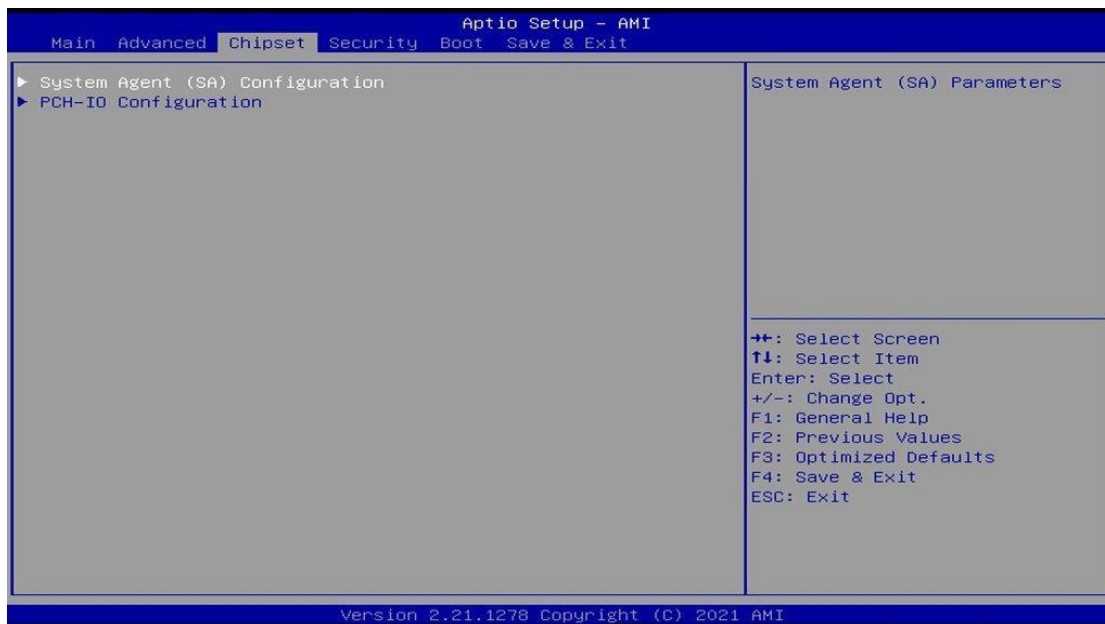 Aptio Setup – AMI
Main Advanced Chipset Security Boot Save & Exit
▶ System Agent (SA) Configuration
▶ PCH-IO Configuration
System Agent (SA) Parameters
→←: Select Screen
↑↓: Select Item
Enter: Select
+/-: Change Opt.
F1: General Help
F2: Previous Values
F3: Optimized Defaults
F4: Save & Exit
ESC: Exit
Version 2.21.1278 Copyright (C) 2021 AMI